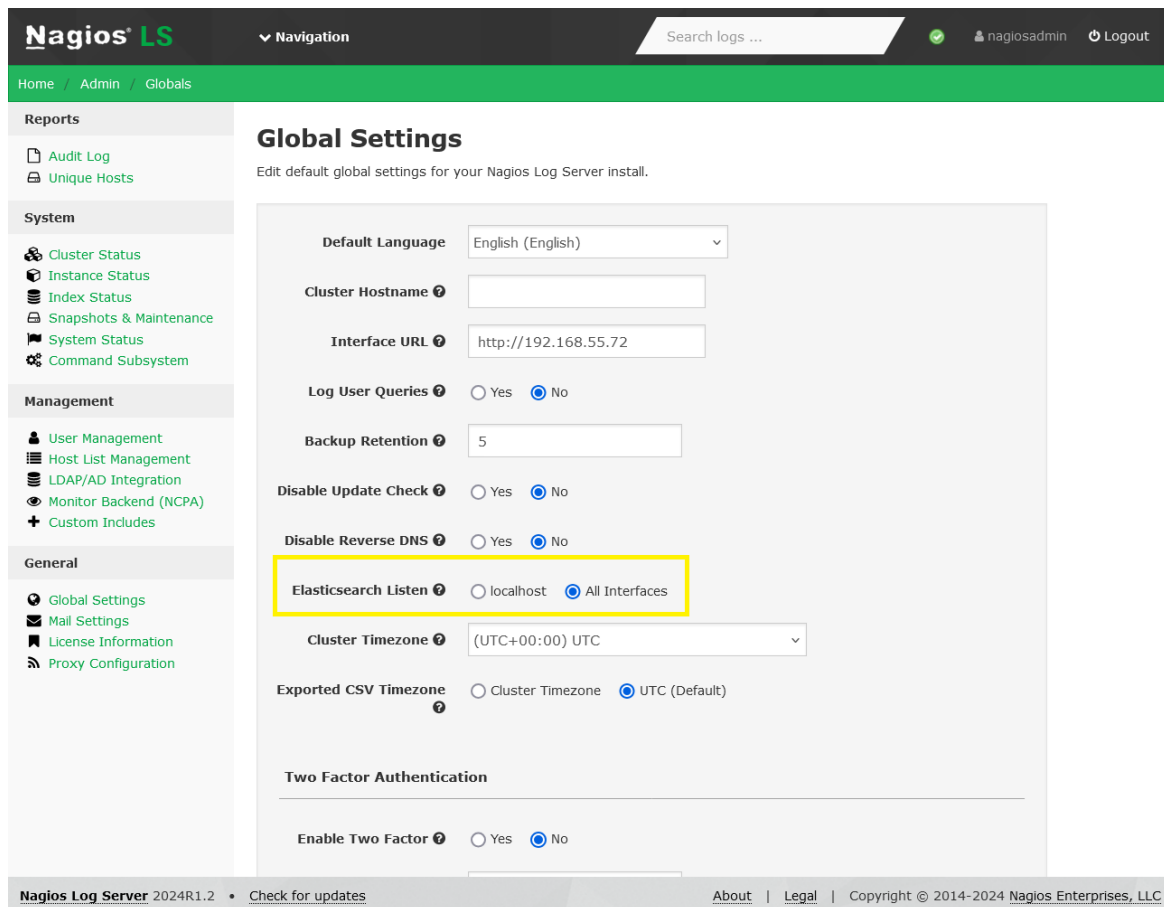 Nagios® LS
Navigation
Search logs ...
nagiosadmin
Logout
Home / Admin / Globals
Reports
Audit Log
Unique Hosts
System
Cluster Status
Instance Status
Index Status
Snapshots & Maintenance
System Status
Command Subsystem
Management
User Management
Host List Management
LDAP/AD Integration
Monitor Backend (NCPA)
Custom Includes
General
Global Settings
Mail Settings
License Information
Proxy Configuration
Global Settings
Edit default global settings for your Nagios Log Server install.
Default Language English (English)
Cluster Hostname
Interface URL http://192.168.55.72
Log User Queries Yes No
Backup Retention 5
Disable Update Check Yes No
Disable Reverse DNS Yes No
Elasticsearch Listen localhost All Interfaces
Cluster Timezone (UTC+00:00) UTC
Exported CSV Timezone Cluster Timezone UTC (Default)
Two Factor Authentication
Enable Two Factor Yes No
Nagios Log Server 2024R1.2 • Check for updates
About | Legal | Copyright © 2014-2024 Nagios Enterprises, LLC